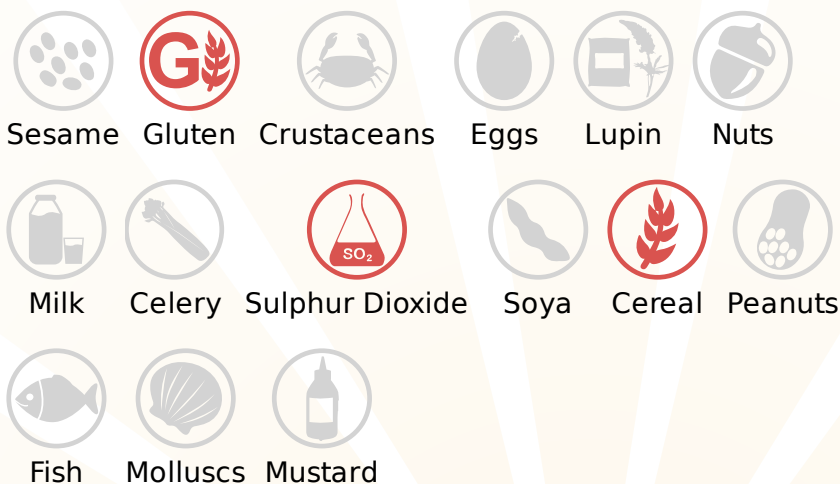 G
Sesame Gluten Crustaceans Eggs Lupin Nuts
SO₂
Milk Celery Sulphur Dioxide Soya Cereal Peanuts
Fish Molluscs Mustard